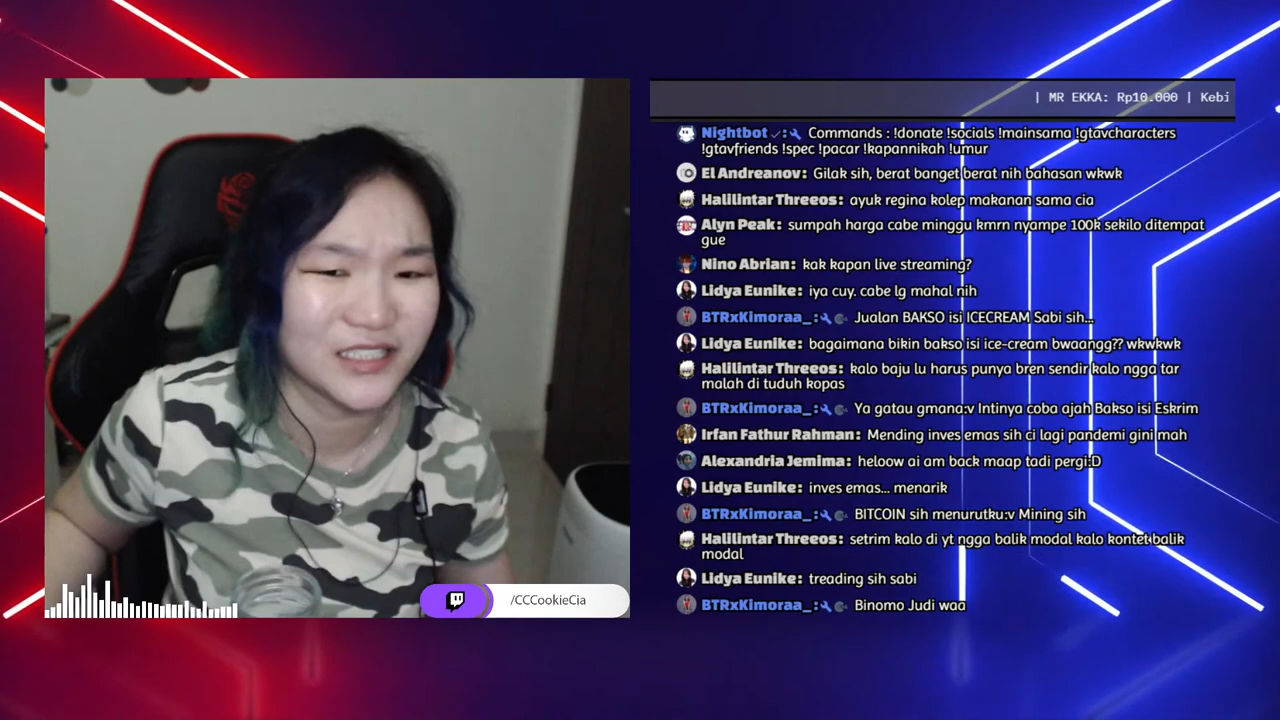 | MR EKKA: Rp10.000 | Kebi
Nightbot : Commands : !donate !socials !mainsama !gtavcharacters
!gtavfriends !spec !pacar !kapannikah !umur
El Andreanov: Gilak sih, berat banget berat nih bahasan wkwk
Halilintar Threeos: ayuk regina kolep makanan sama cia
Alyn Peak: sumpah harga cabe minggu kmrn nyampe 100k sekilo ditempat
gue
Nino Abrian: kak kapan live streaming?
Lidya Eunike: iya cuy. cabe lg mahal nih
BTRxKimoraa_: Jualan BAKSO isi ICECREAM Sabi sih...
Lidya Eunike: bagaimana bikin bakso isi ice-cream bwaangg?? wkwkwk
Halilintar Threeos: kalo baju lu harus punya bren sendir kalo ngga tar
malah di tuduh kopas
BTRxKimoraa_: Ya gatau gmana:v Intinya coba ajah Bakso isi Eskrim
Irfan Fathur Rahman: Mending inves emas sih ci lagi pandemi gini mah
Alexandria Jemima: heloow ai am back maap tadi pergi:D
Lidya Eunike: inves emas... menarik
BTRxKimoraa_: BITCOIN sih menurutku:v Mining sih
Halilintar Threeos: setrim kalo di yt ngga balik modal kalo kontet balik
modal
Lidya Eunike: treading sih sabi
BTRxKimoraa_: Binomo Judi waa
/CCCookieCia